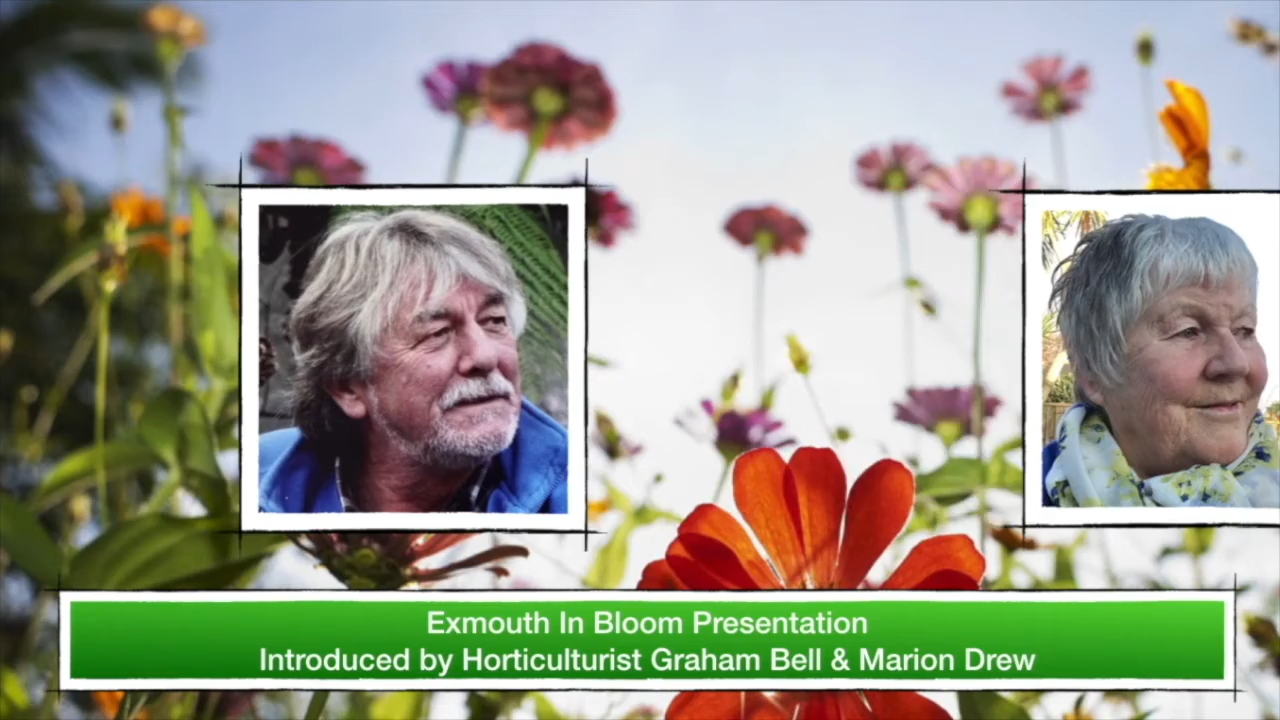 Exmouth In Bloom Presentation
Introduced by Horticulturist Graham Bell & Marion Drew